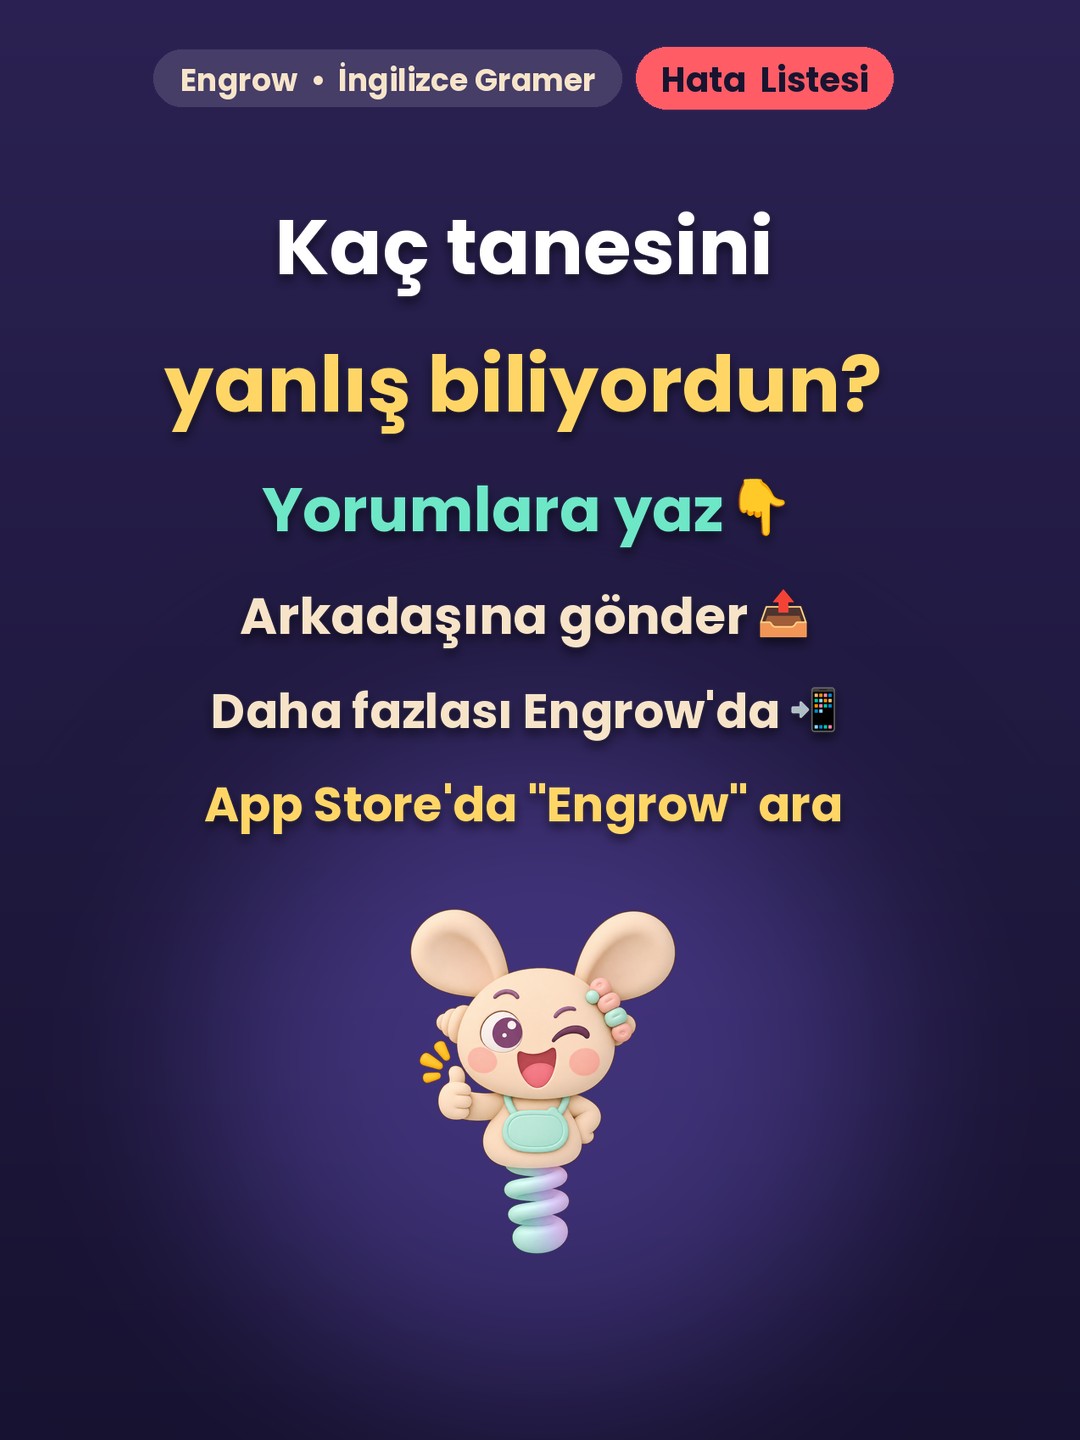 Engrow • İngilizce Gramer
Hata Listesi
Kaç tanesini
yanlış biliyordun?
Yorumlara yaz 👇
Arkadaşına gönder 📤
Daha fazlası Engrow'da 📲
App Store'da "Engrow" ara